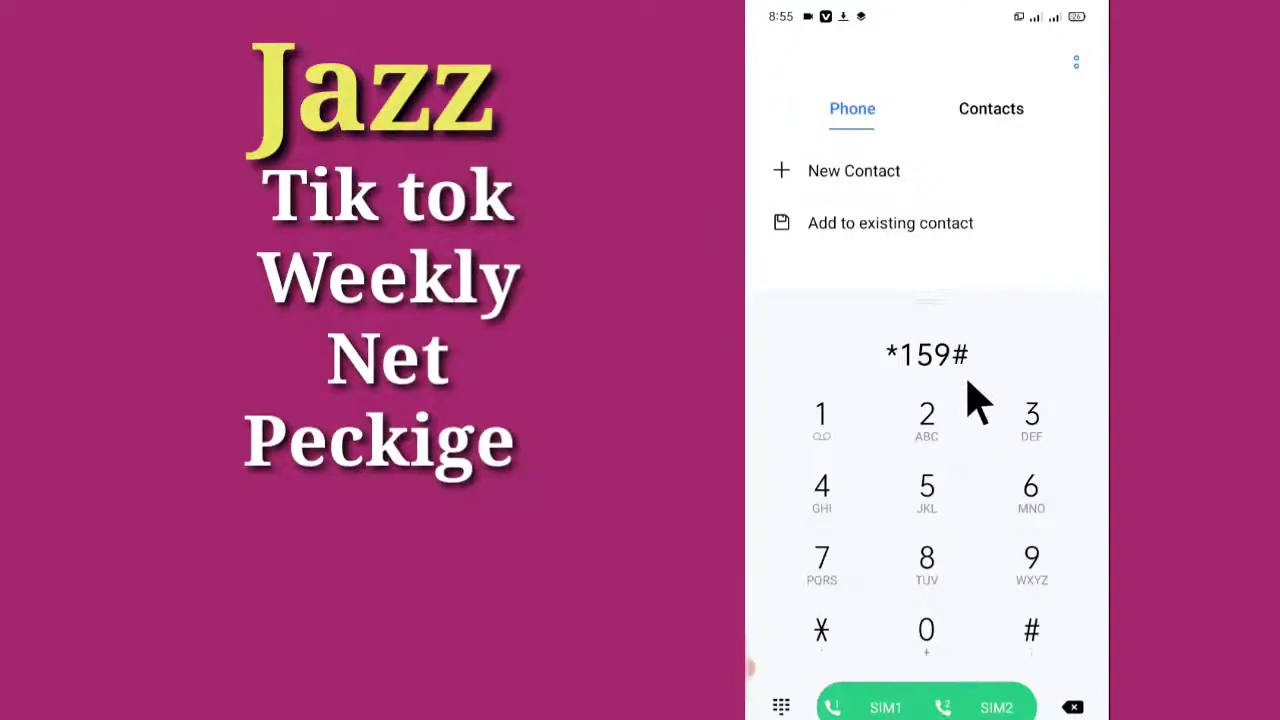 Jazz
Tik tok
Weekly
Net
Peckige
8:55
26
Phone
Contacts
New Contact
Add to existing contact
*159#
1
2
3
ABC
DEF
4
5
6
GHI
JKL
MNO
7
8
9
PQRS
TUV
WXYZ
*
0
#
+
SIM1
SIM2